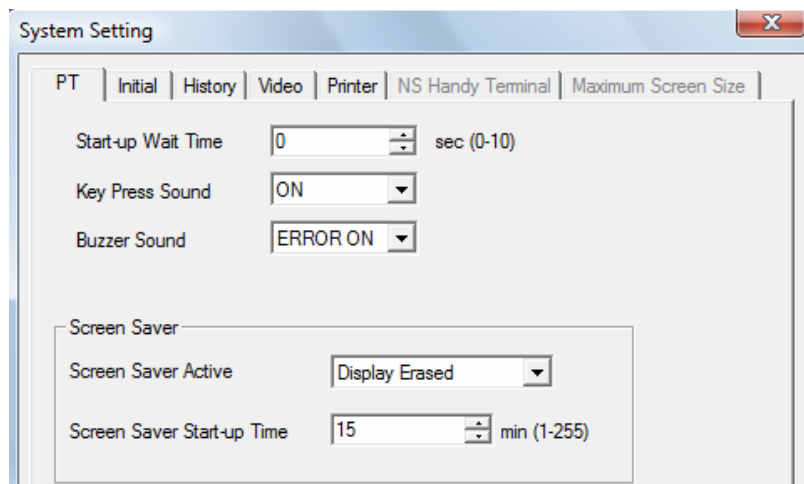 System Setting
PT Initial History Video Printer NS Handy Terminal Maximum Screen Size
Start-up Wait Time 0 sec (0-10)
Key Press Sound ON
Buzzer Sound ERROR ON
Screen Saver
Screen Saver Active Display Erased
Screen Saver Start-up Time 15 min (1-255)